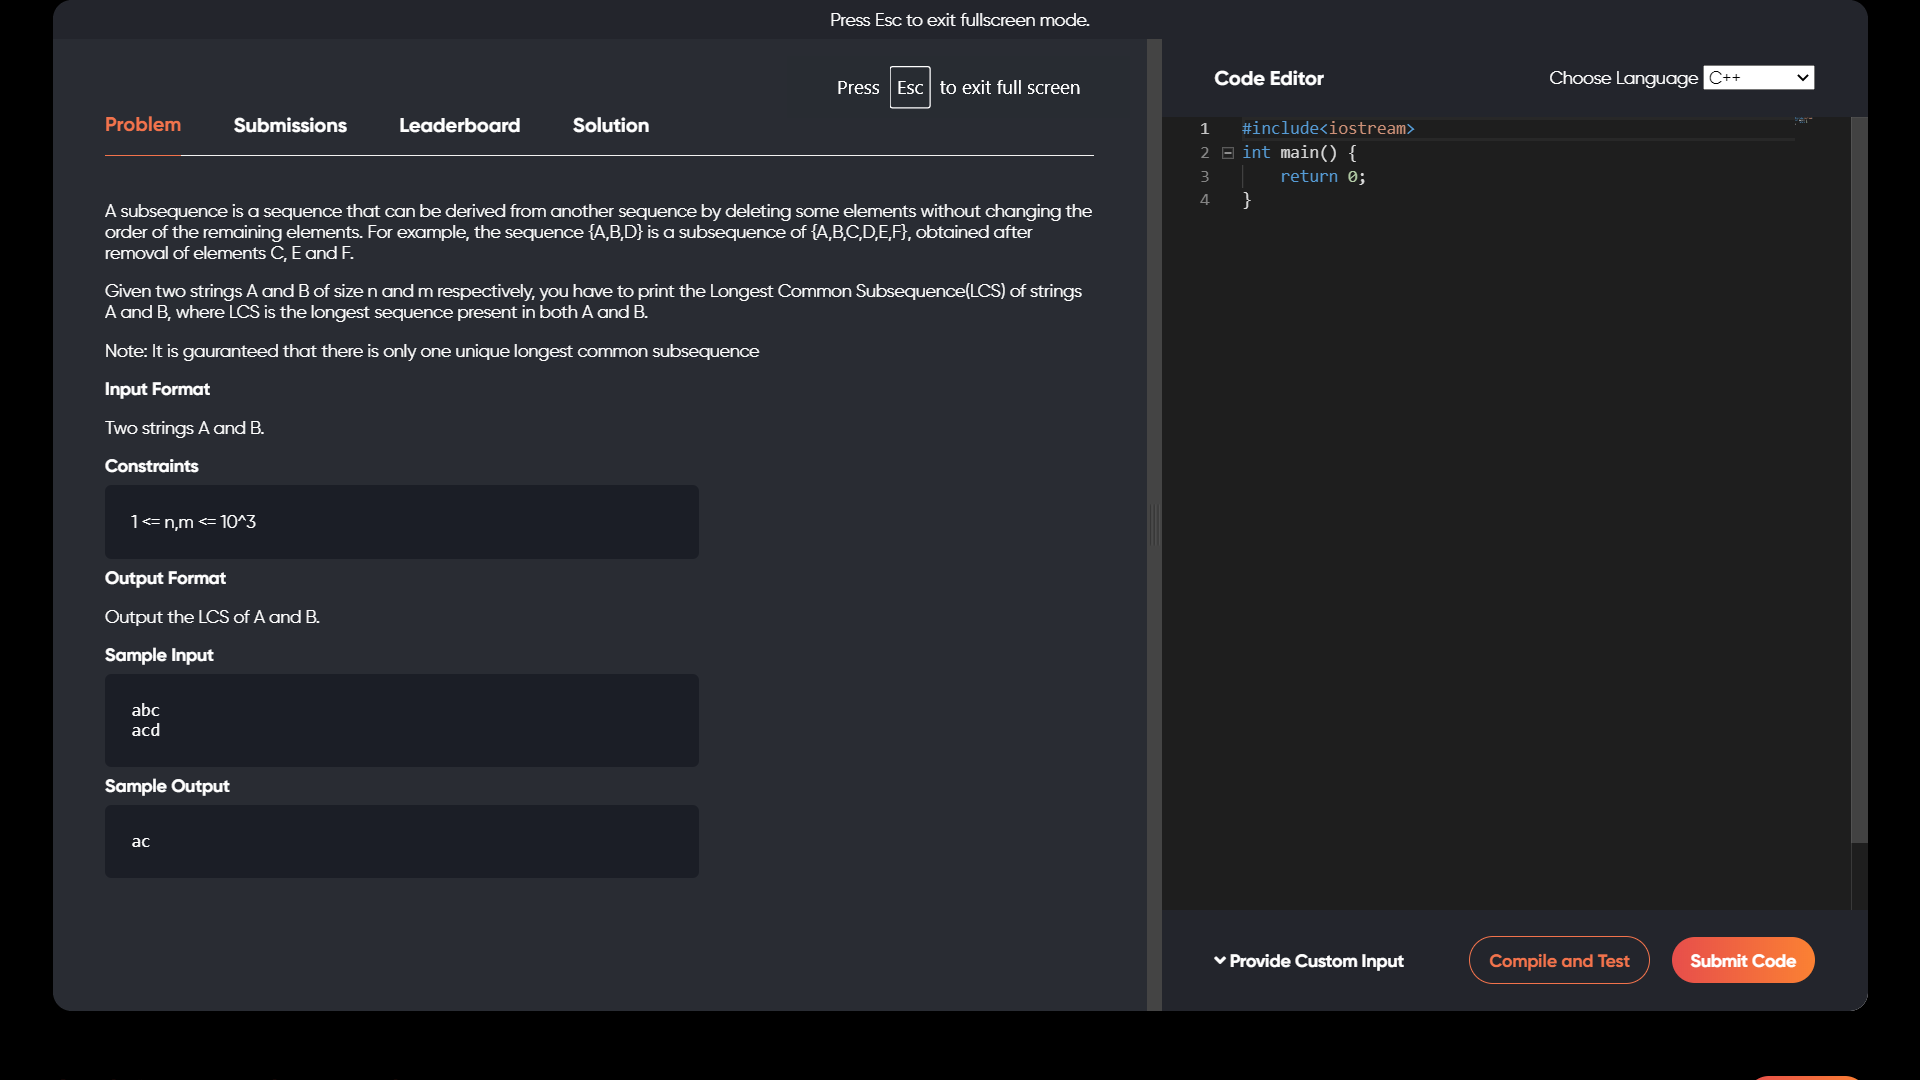 Press Esc to exit fullscreen mode.
Press Esc to exit full screen
Problem Submissions Leaderboard Solution
A subsequence is a sequence that can be derived from another sequence by deleting some elements without changing the
order of the remaining elements. For example, the sequence {A,B,D} is a subsequence of {A,B,C,D,E,F}, obtained after
removal of elements C, E and F.
Given two strings A and B of size n and m respectively, you have to print the Longest Common Subsequence(LCS) of strings
A and B, where LCS is the longest sequence present in both A and B.
Note: It is gauranteed that there is only one unique longest common subsequence
Input Format
Two strings A and B.
Constraints
1 <= n,m <= 10^3
Output Format
Output the LCS of A and B.
Sample Input
abc
acd
Sample Output
ac
Code Editor
Choose Language C++
1 #include<iostream>
2 int main() {
3     return 0;
4 }
Provide Custom Input
Compile and Test
Submit Code